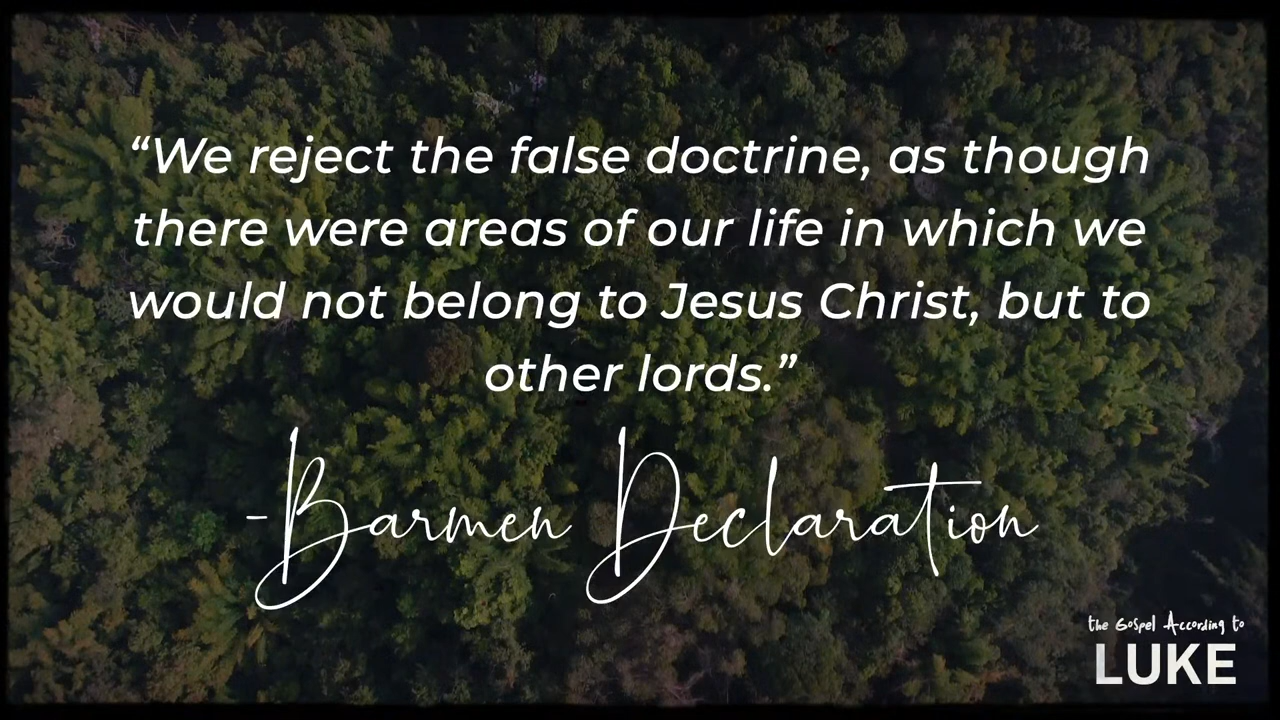 “We reject the false doctrine, as though
there were areas of our life in which we
would not belong to Jesus Christ, but to
other lords.”
-Barmen Declaration
the Gospel According to
LUKE